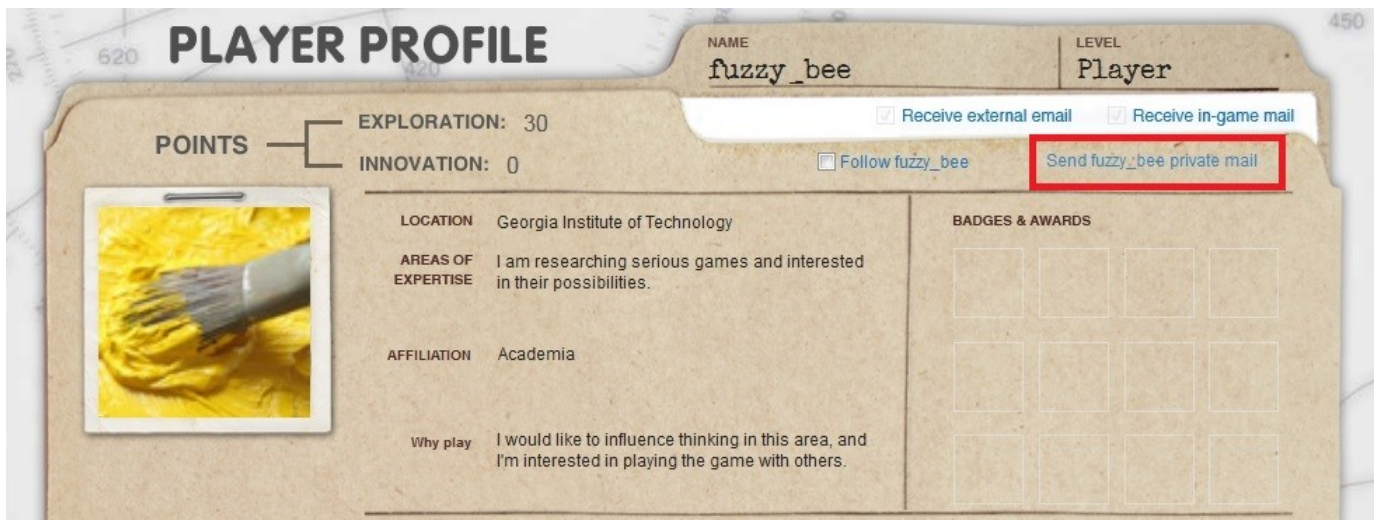 PLAYER PROFILE
NAME
fuzzy_bee
LEVEL
Player
450
620
420
Receive external email
Receive in-game mail
POINTS
EXPLORATION: 30
INNOVATION: 0
Follow fuzzy_bee
Send fuzzy_bee private mail
LOCATION
Georgia Institute of Technology
AREAS OF
EXPERTISE
I am researching serious games and interested
in their possibilities.
AFFILIATION
Academia
Why play
I would like to influence thinking in this area, and
I'm interested in playing the game with others.
BADGES & AWARDS